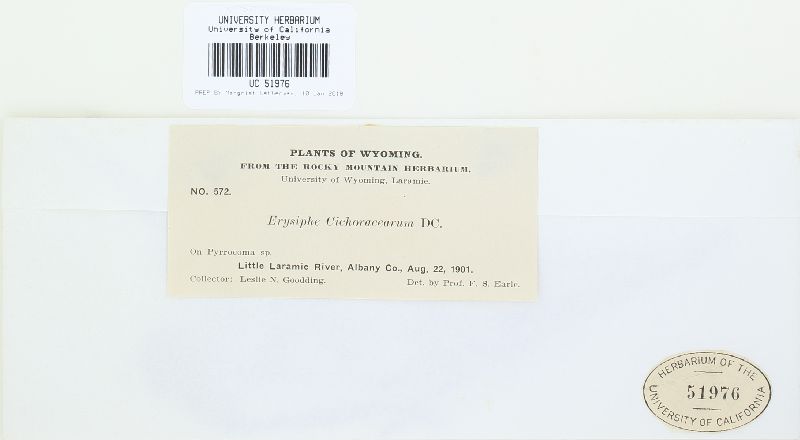 UNIVERSITY HERBARIUM
University of California
Berkeley
UC 51976
PLANTS OF WYOMING.
FROM THE ROCKY MOUNTAIN HERBARIUM.
University of Wyoming, Laramie.
NO. 572.
Erysiphe Cichoracearum DC.
On Pyrrocoma sp.
Little Laramie River, Albany Co., Aug. 22, 1901.
Collector: Leslie N. Goodding.
Det. by Prof. F. S. Earle.
HERBARIUM OF THE
51976
UNIVERSITY OF CALIFORNIA